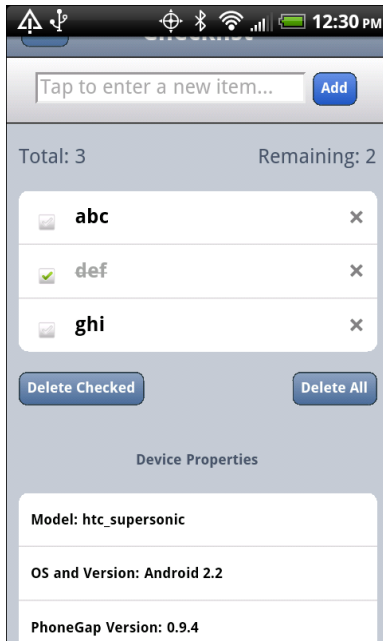 12:30 PM
Checklist
Tap to enter a new item... Add
Total: 3 Remaining: 2
abc ×
def ×
ghi ×
Delete Checked Delete All
Device Properties
Model: htc_supersonic
OS and Version: Android 2.2
PhoneGap Version: 0.9.4